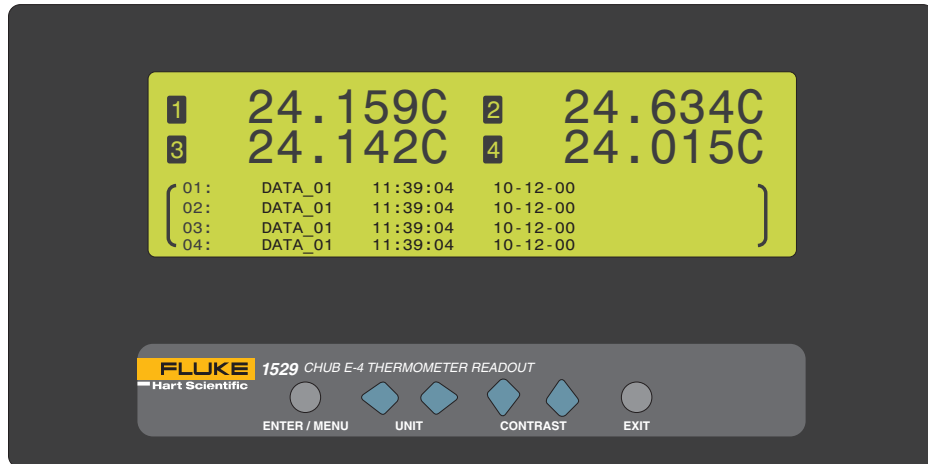 1 24.159C 2 24.634C
3 24.142C 4 24.015C
01: DATA_01 11:39:04 10-12-00
02: DATA_01 11:39:04 10-12-00
03: DATA_01 11:39:04 10-12-00
04: DATA_01 11:39:04 10-12-00
FLUKE 1529 CHUB E-4 THERMOMETER READOUT
Hart Scientific
ENTER / MENU UNIT CONTRAST EXIT